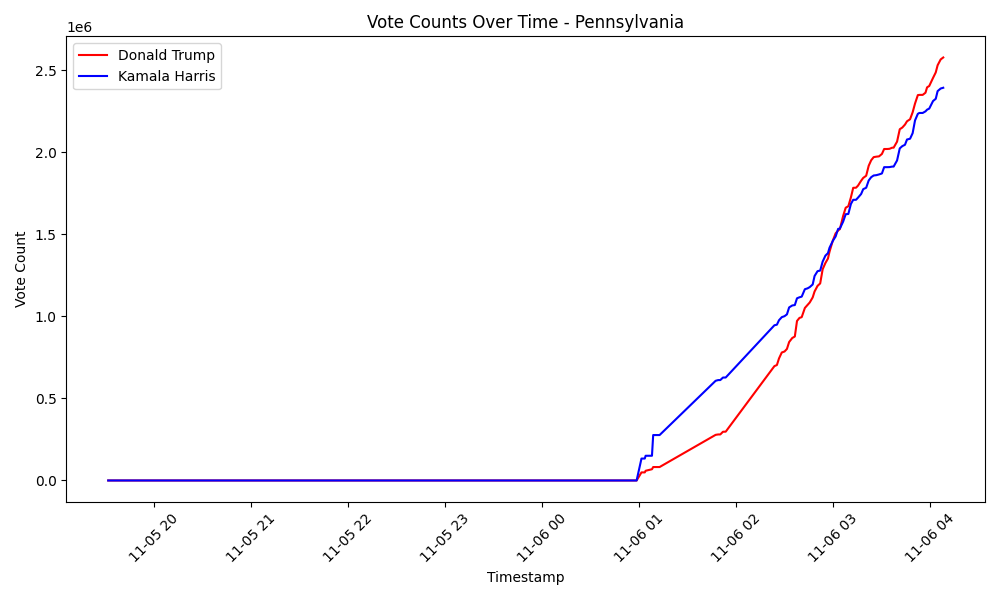 Vote Counts Over Time - Pennsylvania
1e6
Donald Trump
Kamala Harris
2.5
2.0
1.5
1.0
0.5
0.0
Vote Count
11-05 20
11-05 21
11-05 22
11-05 23
11-06 00
11-06 01
11-06 02
11-06 03
11-06 04
Timestamp